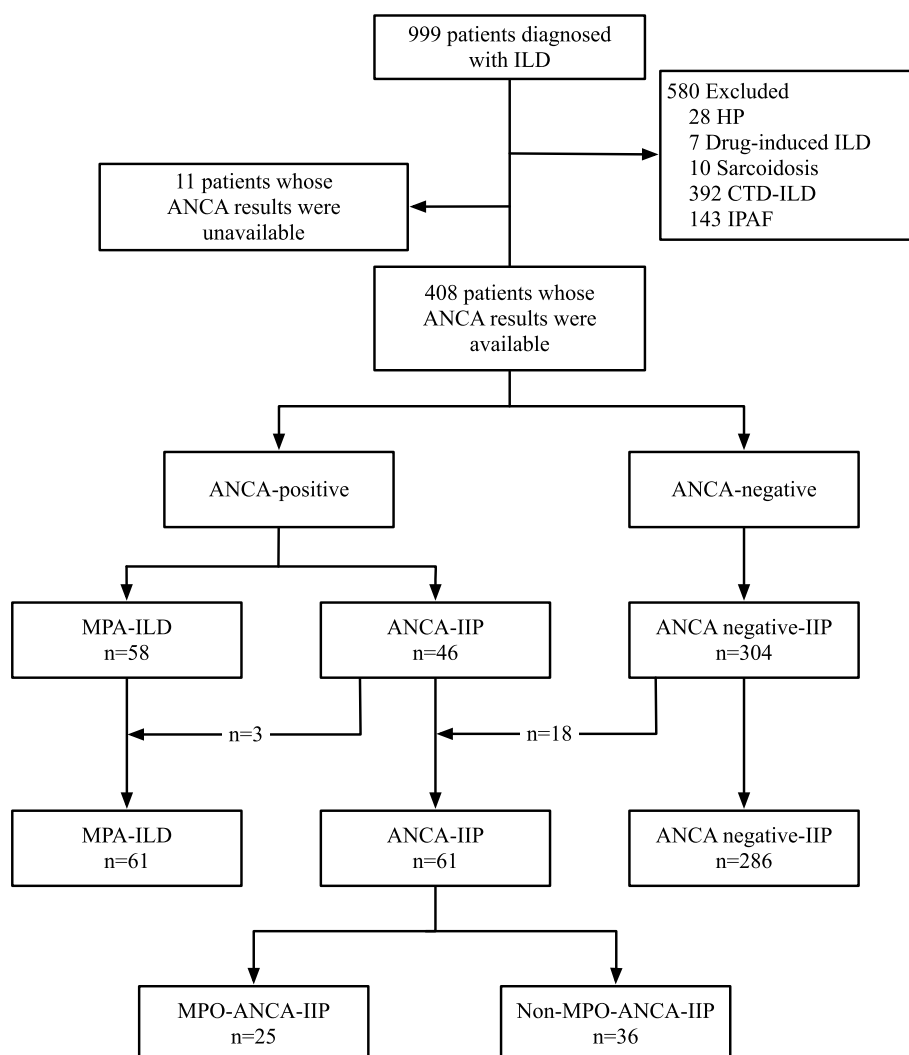 999 patients diagnosed
with ILD
580 Excluded
28 HP
7 Drug-induced ILD
10 Sarcoidosis
392 CTD-ILD
143 IPAF
11 patients whose
ANCA results were
unavailable
408 patients whose
ANCA results were
available
ANCA-positive
ANCA-negative
MPA-ILD
n=58
ANCA-IIP
n=46
ANCA negative-IIP
n=304
n=3
n=18
MPA-ILD
n=61
ANCA-IIP
n=61
ANCA negative-IIP
n=286
MPO-ANCA-IIP
n=25
Non-MPO-ANCA-IIP
n=36